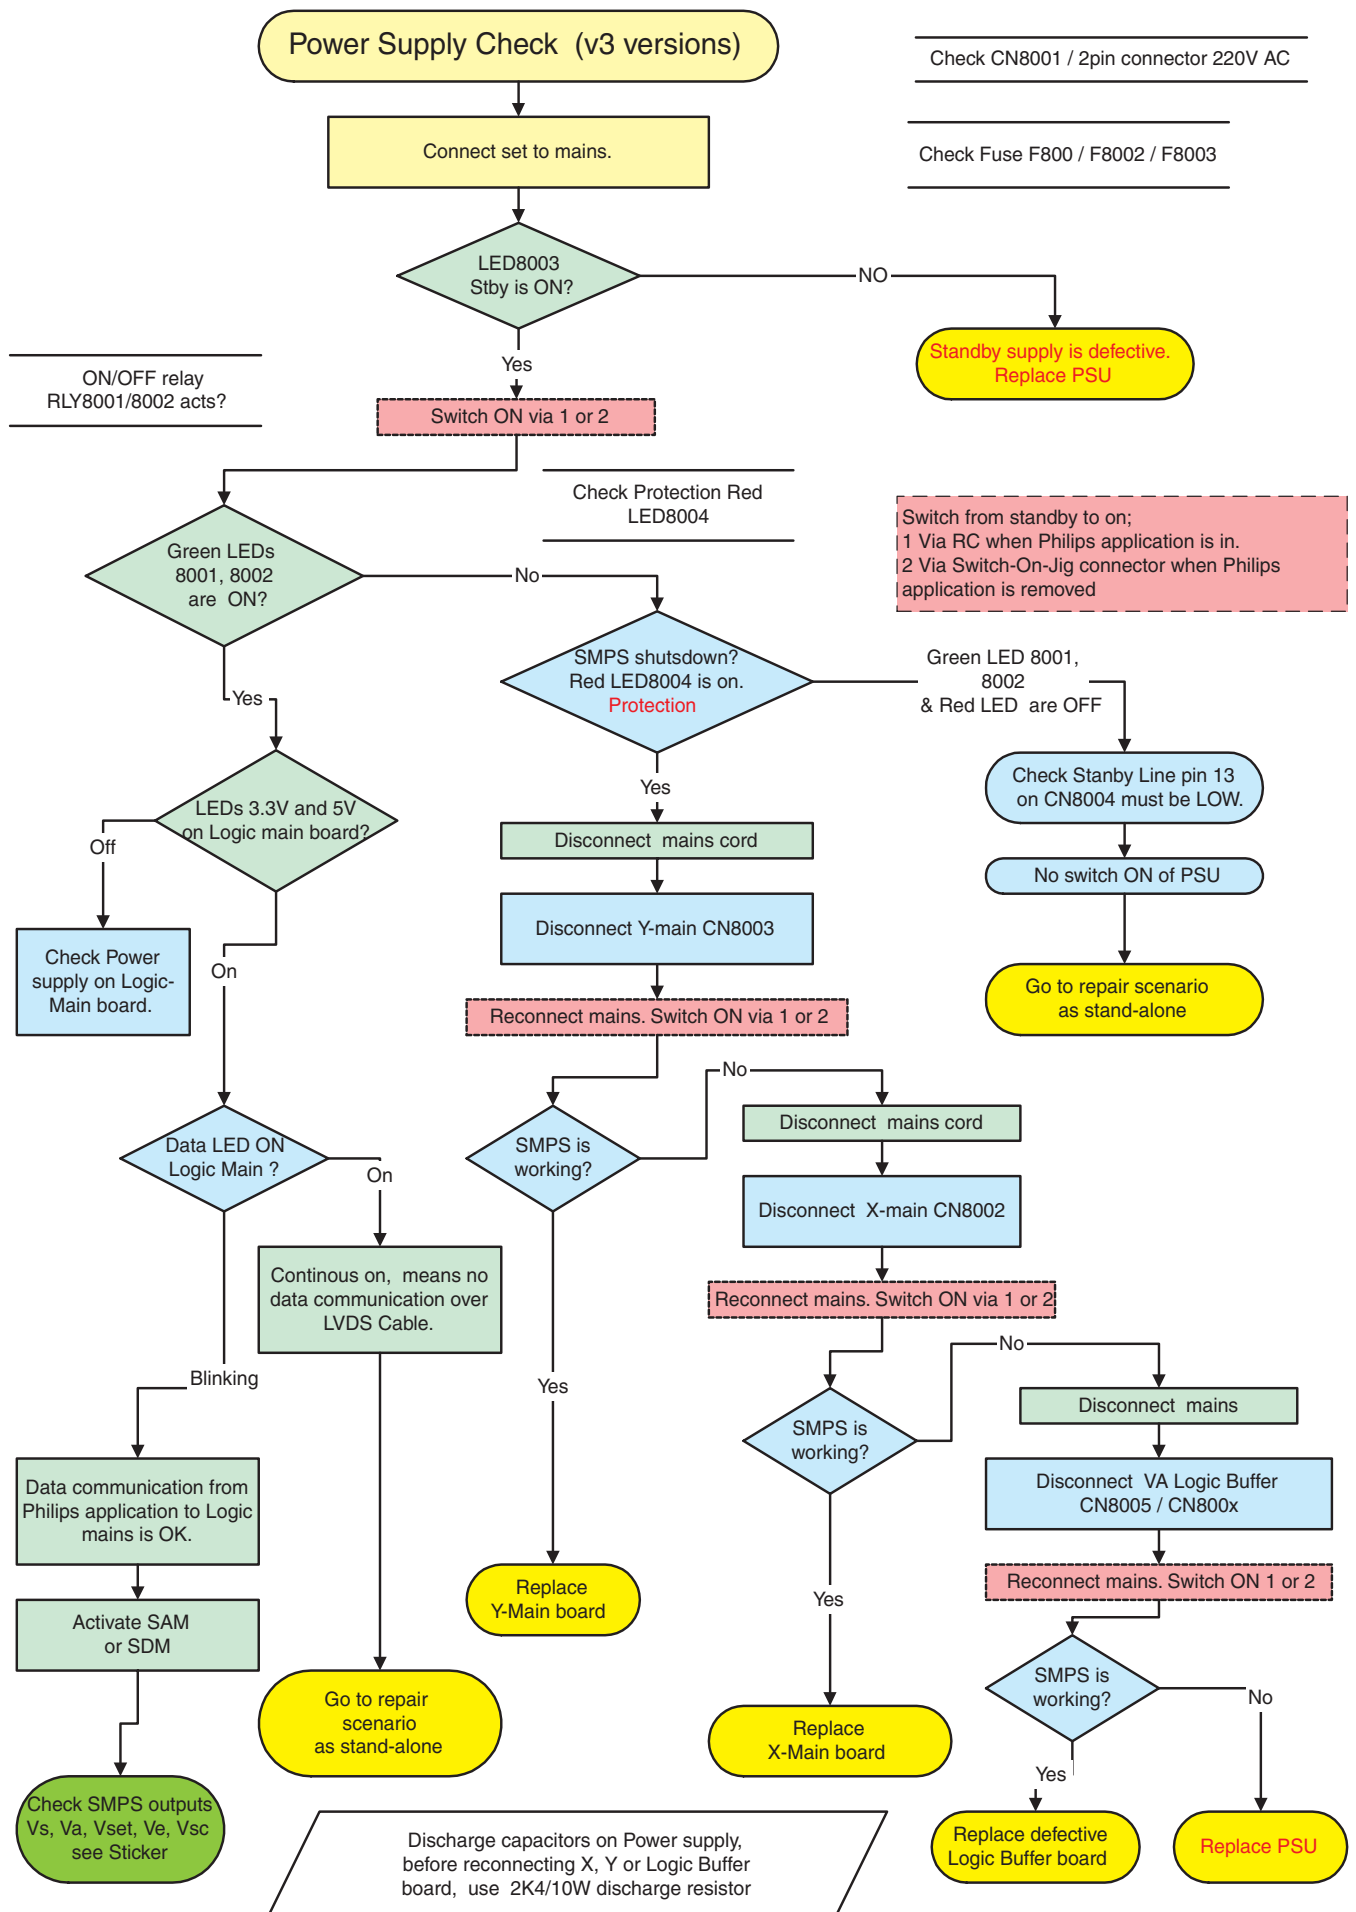 Power Supply Check (v3 versions)
Check CN8001 / 2pin connector 220V AC
Connect set to mains.
Check Fuse F800 / F8002 / F8003
LED8003
Stby is ON?
NO
Yes
Standby supply is defective.
Replace PSU
ON/OFF relay
RLY8001/8002 acts?
Switch ON via 1 or 2
Check Protection Red
LED8004
Switch from standby to on;
1 Via RC when Philips application is in.
2 Via Switch-On-Jig connector when Philips
application is removed
Green LEDs
8001, 8002
are ON?
No
Yes
SMPS shutsdown?
Red LED8004 is on.
Protection
Green LED 8001,
8002
& Red LED are OFF
Yes
Check Stanby Line pin 13
on CN8004 must be LOW.
LEDs 3.3V and 5V
on Logic main board?
Off
Disconnect mains cord
No switch ON of PSU
Disconnect Y-main CN8003
Check Power
supply on Logic-
Main board.
On
Go to repair scenario
as stand-alone
Reconnect mains. Switch ON via 1 or 2
No
Disconnect mains cord
Data LED ON
Logic Main ?
On
SMPS is
working?
Disconnect X-main CN8002
Continous on, means no
data communication over
LVDS Cable.
Reconnect mains. Switch ON via 1 or 2
No
Blinking
Yes
Disconnect mains
SMPS is
working?
Data communication from
Philips application to Logic
mains is OK.
Disconnect VA Logic Buffer
CN8005 / CN800x
Reconnect mains. Switch ON 1 or 2
Replace
Y-Main board
Yes
Activate SAM
or SDM
SMPS is
working?
No
Go to repair
scenario
as stand-alone
Replace
X-Main board
Yes
Check SMPS outputs
Vs, Va, Vset, Ve, Vsc
see Sticker
Discharge capacitors on Power supply,
before reconnecting X, Y or Logic Buffer
board, use 2K4/10W discharge resistor
Replace defective
Logic Buffer board
Replace PSU